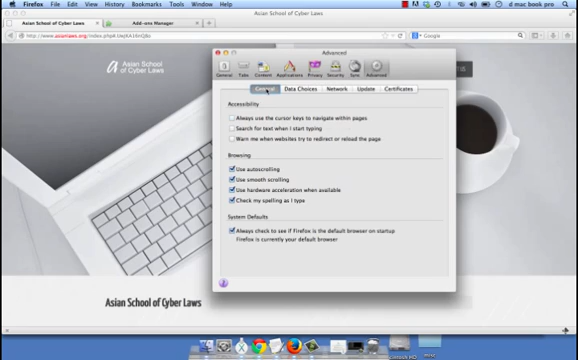 Firefox File Edit View History Bookmarks Tools Window Help
d mac book pro
Asian School of Cyber Laws
Asian School of Cyber Laws
Add-ons Manager
Google
Advanced
General Tabs Content Applications Privacy Security Sync Advanced
General Data Choices Network Update Certificates
Asian School
of Cyber Laws
Accessibility
Always use the cursor keys to navigate within pages
Search for text when I start typing
Warn me when websites try to redirect or reload the page
Browsing
Use autoscrolling
Use smooth scrolling
Use hardware acceleration when available
Check my spelling as I type
System Defaults
Always check to see if Firefox is the default browser on startup
Firefox is currently your default browser
?
Asian School of Cyber Laws